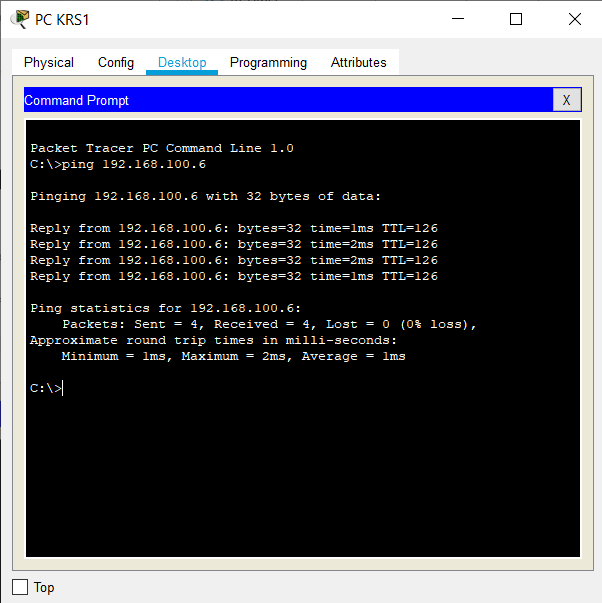 PC KRS1
Physical Config Desktop Programming Attributes
Command Prompt X
Packet Tracer PC Command Line 1.0
C:\>ping 192.168.100.6
Pinging 192.168.100.6 with 32 bytes of data:
Reply from 192.168.100.6: bytes=32 time=1ms TTL=126
Reply from 192.168.100.6: bytes=32 time=2ms TTL=126
Reply from 192.168.100.6: bytes=32 time=2ms TTL=126
Reply from 192.168.100.6: bytes=32 time=1ms TTL=126
Ping statistics for 192.168.100.6:
    Packets: Sent = 4, Received = 4, Lost = 0 (0% loss),
Approximate round trip times in milli-seconds:
    Minimum = 1ms, Maximum = 2ms, Average = 1ms
C:\>
Top